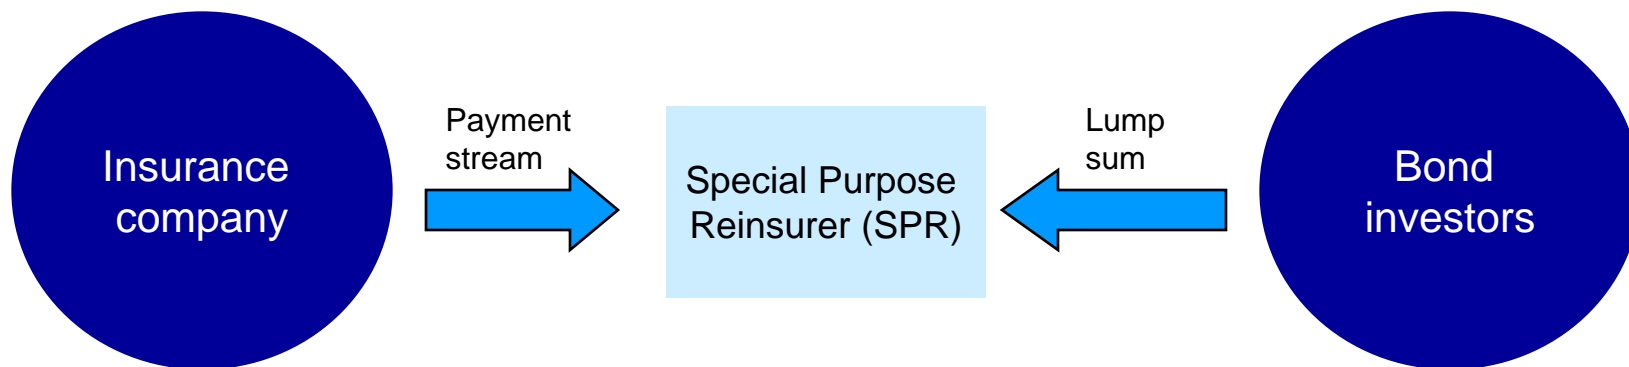 Insurance
company
Payment
stream
Special Purpose
Reinsurer (SPR)
Lump
sum
Bond
investors